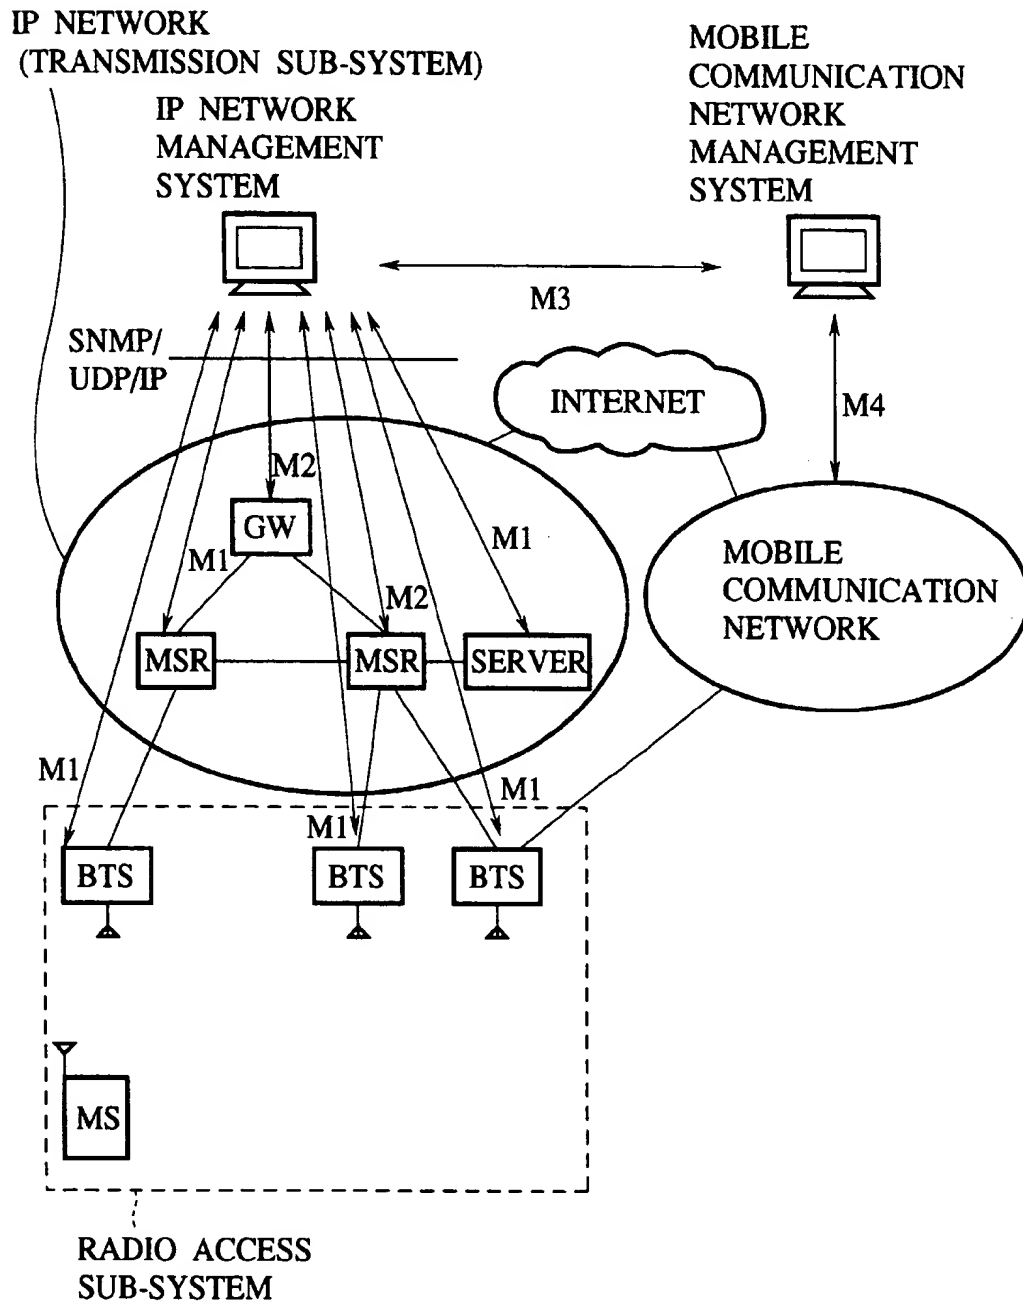 IP NETWORK
(TRANSMISSION SUB-SYSTEM)
IP NETWORK
MANAGEMENT
SYSTEM
MOBILE
COMMUNICATION
NETWORK
MANAGEMENT
SYSTEM
M3
SNMP/
UDP/IP
INTERNET
M4
M2
GW
M1
M1
M2
MOBILE
COMMUNICATION
NETWORK
MSR
MSR
SERVER
M1
M1
M1
BTS
BTS
BTS
MS
RADIO ACCESS
SUB-SYSTEM